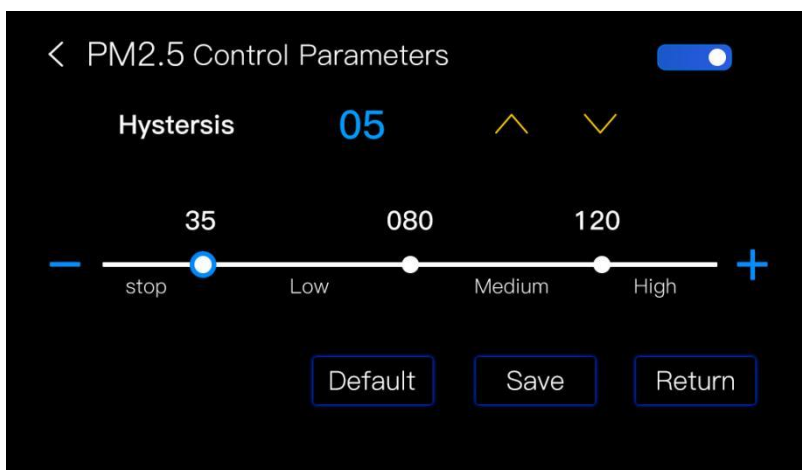 PM2.5 Control Parameters
Hystersis 05
35 080 120
stop Low Medium High
Default Save Return